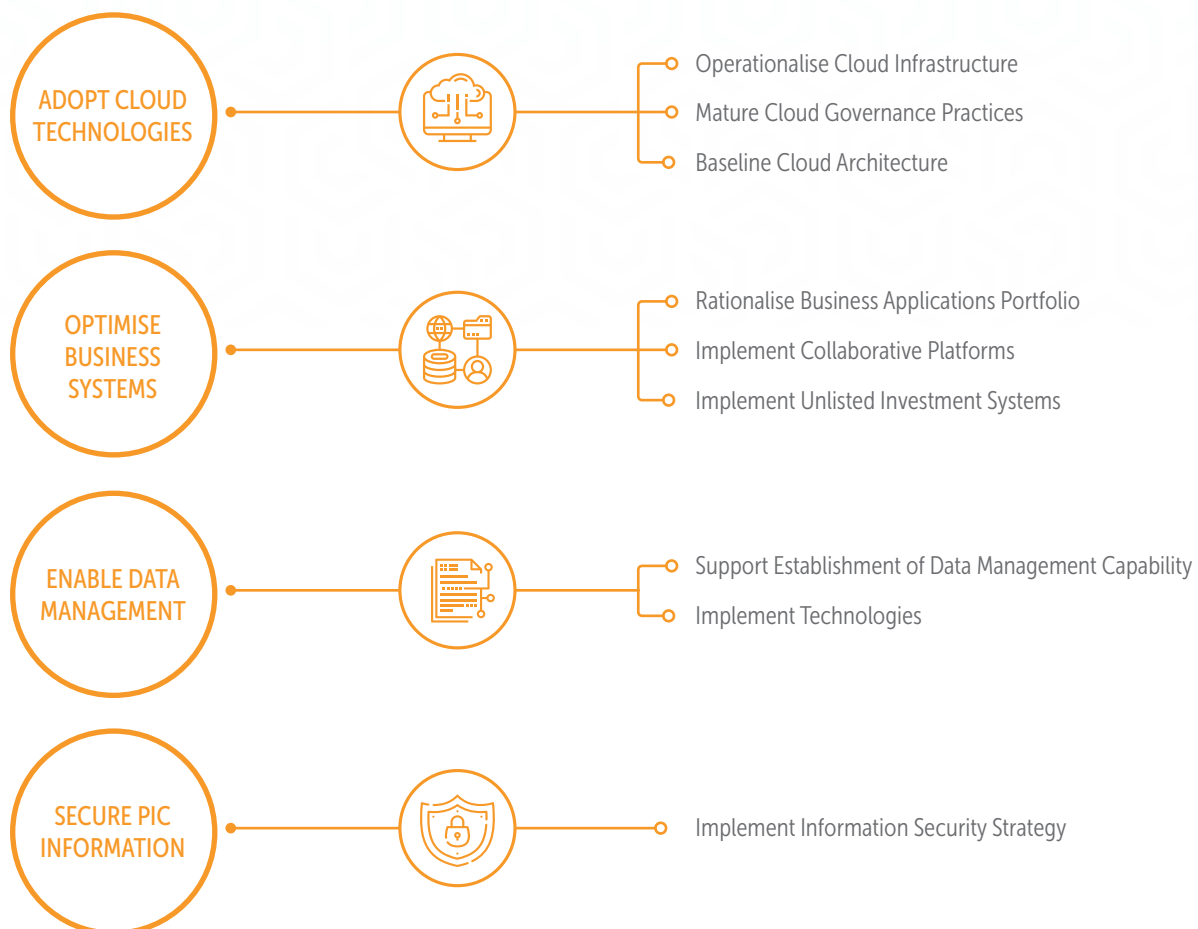 ADOPT CLOUD
TECHNOLOGIES
Operationalise Cloud Infrastructure
Mature Cloud Governance Practices
Baseline Cloud Architecture
OPTIMISE
BUSINESS
SYSTEMS
Rationalise Business Applications Portfolio
Implement Collaborative Platforms
Implement Unlisted Investment Systems
ENABLE DATA
MANAGEMENT
Support Establishment of Data Management Capability
Implement Technologies
SECURE PIC
INFORMATION
Implement Information Security Strategy